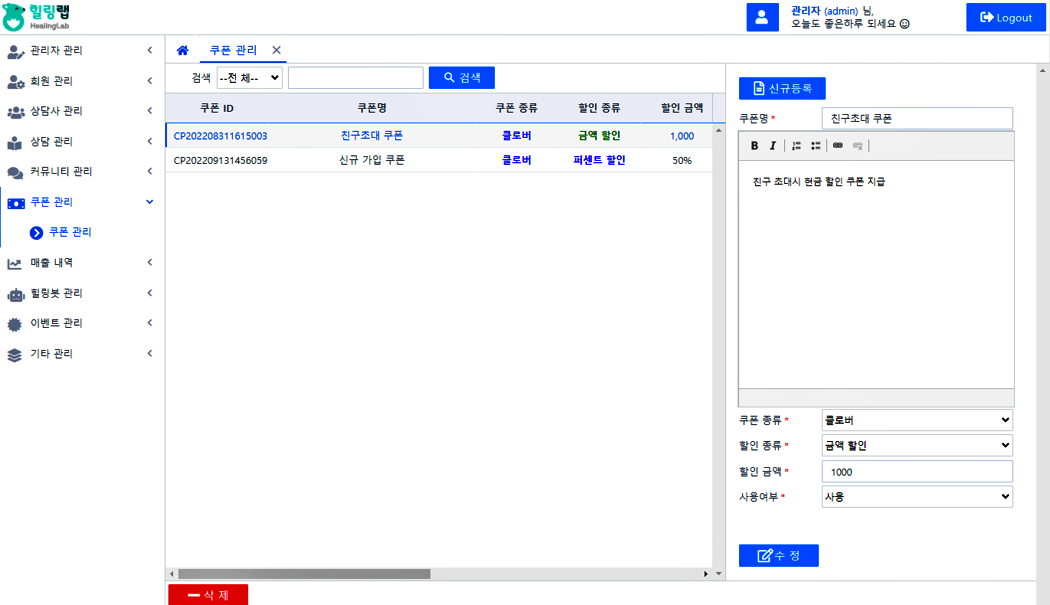 힐링랩
HealingLab
관리자 (admin) 님,
오늘도 좋은하루 되세요
Logout
관리자 관리
회원 관리
상담사 관리
상담 관리
커뮤니티 관리
쿠폰 관리
쿠폰 관리
매출 내역
힐링봇 관리
이벤트 관리
기타 관리
쿠폰 관리
검색 --전 체-- 검색
쿠폰 ID 쿠폰명 쿠폰 종류 할인 종류 할인 금액
CP202208311615003 친구초대 쿠폰 클로버 금액 할인 1,000
CP202209131456059 신규 가입 쿠폰 클로버 퍼센트 할인 50%
삭 제
신규등록
쿠폰명 * 친구초대 쿠폰
B I
친구 초대시 현금 할인 쿠폰 지급
쿠폰 종류 * 클로버
할인 종류 * 금액 할인
할인 금액 * 1000
사용여부 * 사용
수 정